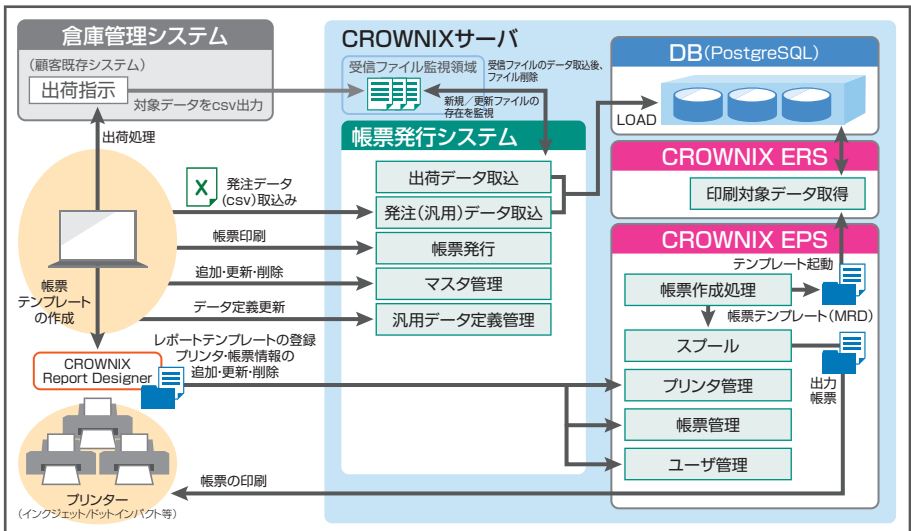 倉庫管理システム
(顧客既存システム)
出荷指示
対象データをcsv出力
出荷処理
帳票
テンプレート
の作成
CROWNIX
Report Designer
X
発注データ
(csv)取込み
帳票印刷
追加・更新・削除
データ定義更新
レポートテンプレートの登録
プリンタ・帳票情報の
追加・更新・削除
プリンター
(インクジェット/ドットインパクト等)
帳票の印刷
CROWNIXサーバ
受信ファイル監視領域
受信ファイルのデータ取込後、
ファイル削除
新規/更新ファイルの
存在を監視
帳票発行システム
出荷データ取込
発注(汎用)データ取込
帳票発行
マスタ管理
汎用データ定義管理
DB(PostgreSQL)
LOAD
CROWNIX ERS
印刷対象データ取得
CROWNIX EPS
テンプレート起動
帳票作成処理
帳票テンプレート(MRD)
スプール
出力
帳票
プリンタ管理
帳票管理
ユーザ管理